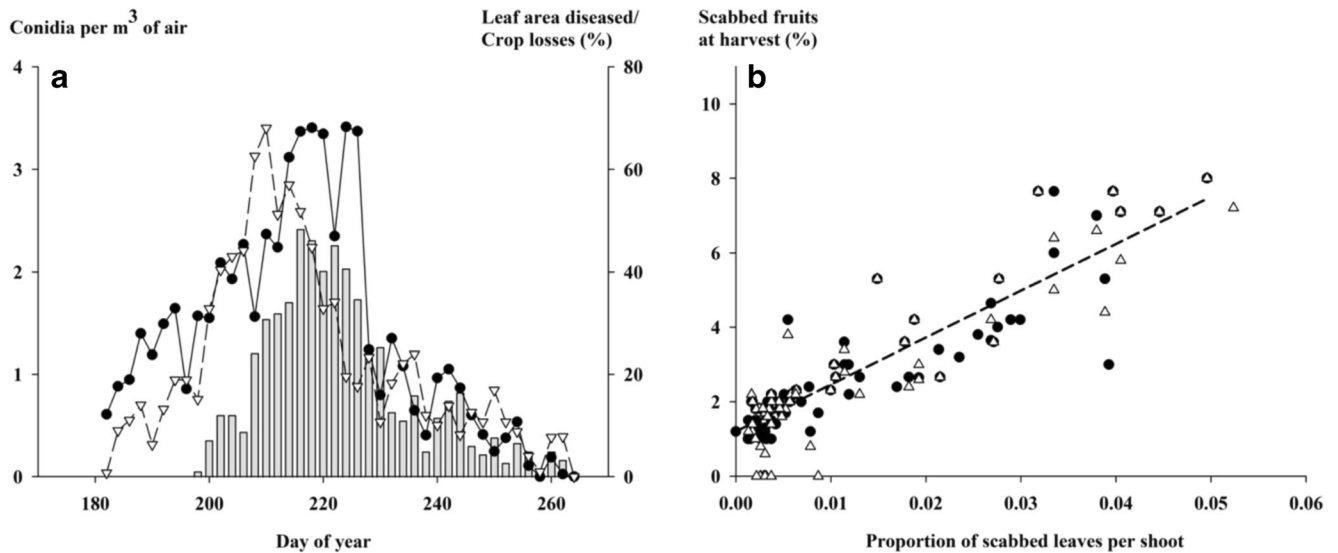 Conidia per m3 of air
Leaf area diseased/
Crop losses (%)
a
4
3
2
1
0
80
60
40
20
0
180 200 220 240 260
Day of year
Scabbed fruits
at harvest (%)
b
10
8
6
4
2
0
0.00 0.01 0.02 0.03 0.04 0.05 0.06
Proportion of scabbed leaves per shoot